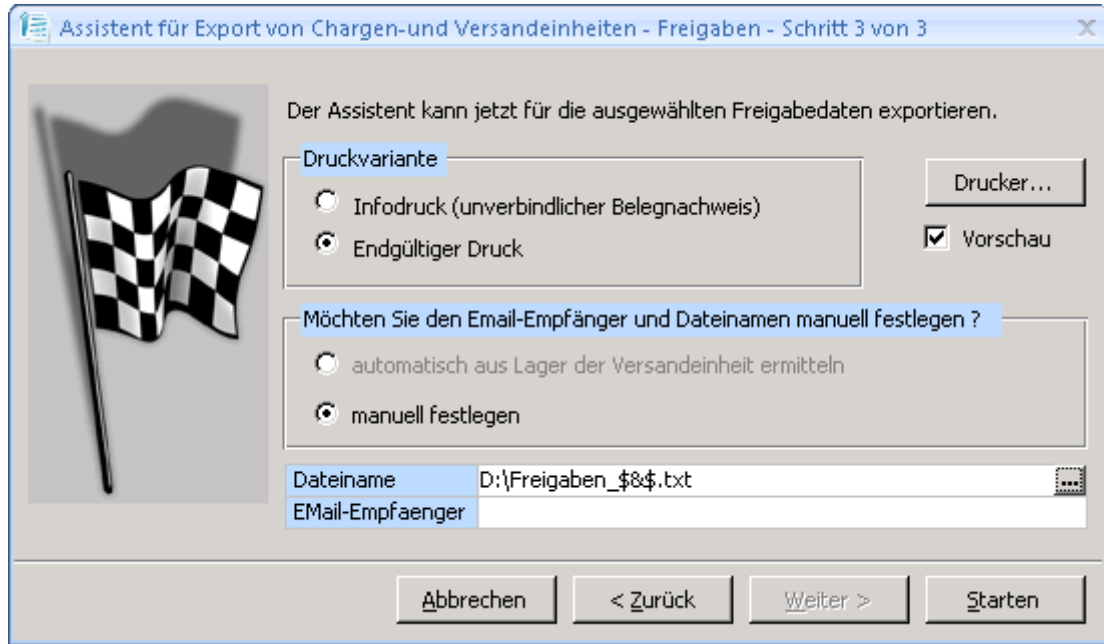 Assistent für Export von Chargen-und Versandeinheiten - Freigaben - Schritt 3 von 3
Der Assistent kann jetzt für die ausgewählten Freigabedaten exportieren.
Druckvariante
Infodruck (unverbindlicher Belegnachweis)
Endgültiger Druck
Drucker...
Vorschau
Möchten Sie den Email-Empfänger und Dateinamen manuell festlegen ?
automatisch aus Lager der Versandeinheit ermitteln
manuell festlegen
Dateiname D:\Freigaben_$&$.txt ...
EMail-Empfaenger
Abbrechen < Zurück Weiter > Starten